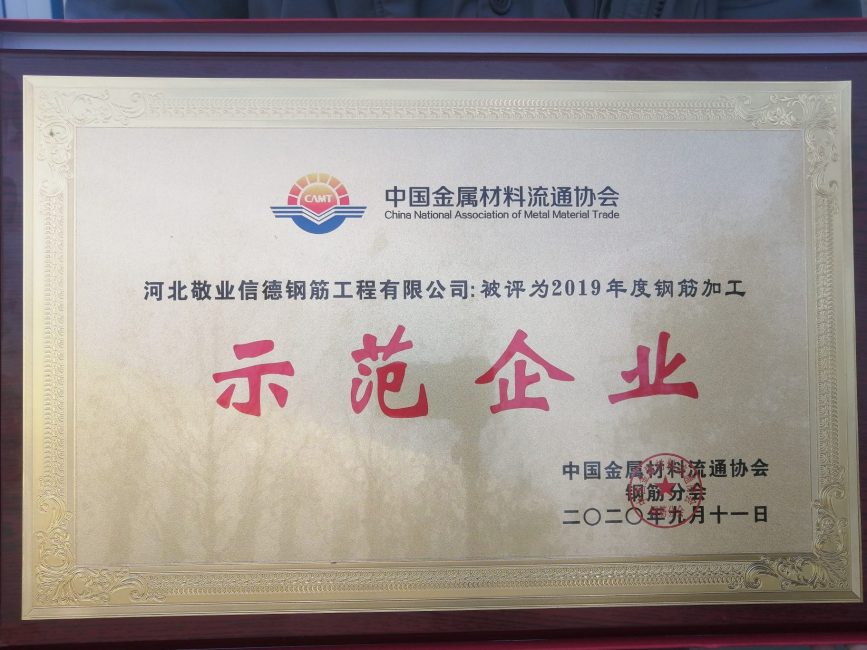 CAMT
中国金属材料流通协会
China National Association of Metal Material Trade
河北敬业信德钢筋工程有限公司:被评为2019年度钢筋加工
示范企业
中国金属材料流通协会
钢筋分会
二〇二〇年九月十一日